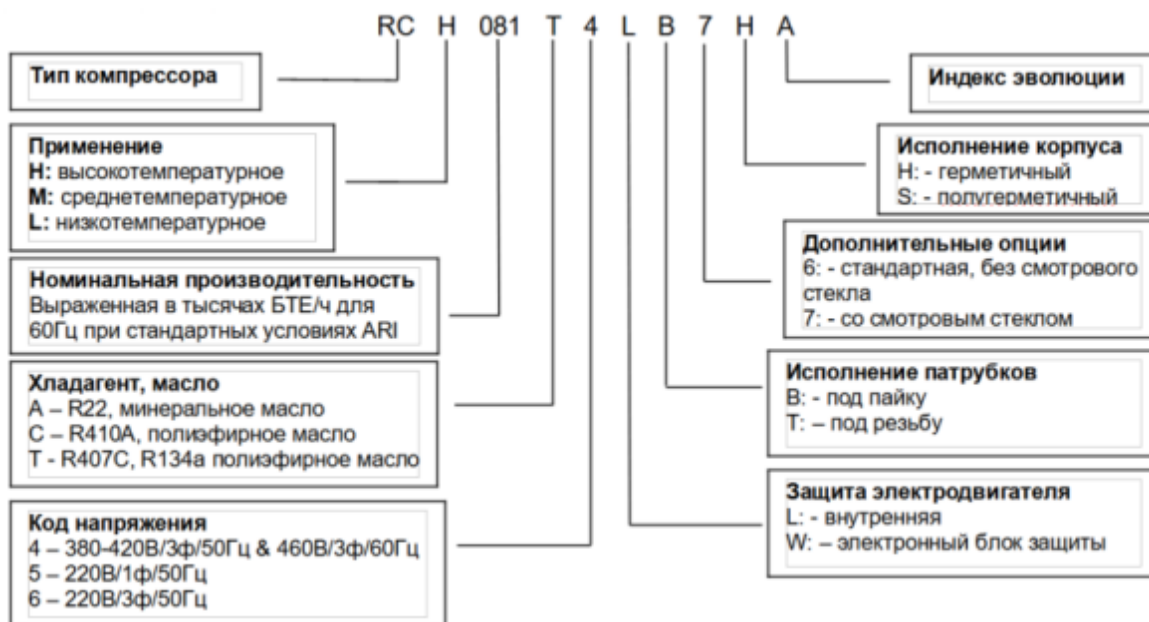 RC H 081 T 4 L B 7 H A
Тип компрессора
Применение
H: высокотемпературное
M: среднетемпературное
L: низкотемпературное
Номинальная производительность
Выраженная в тысячах БТЕ/ч для
60Гц при стандартных условиях ARI
Хладагент, масло
A – R22, минеральное масло
C – R410A, полиэфирное масло
T - R407C, R134a полиэфирное масло
Код напряжения
4 – 380-420В/3ф/50Гц & 460В/3ф/60Гц
5 – 220В/1ф/50Гц
6 – 220В/3ф/50Гц
Индекс эволюции
Исполнение корпуса
H: - герметичный
S: - полугерметичный
Дополнительные опции
6: - стандартная, без смотрового
стекла
7: - со смотровым стеклом
Исполнение патрубков
B: - под пайку
T: – под резьбу
Защита электродвигателя
L: - внутренняя
W: – электронный блок защиты